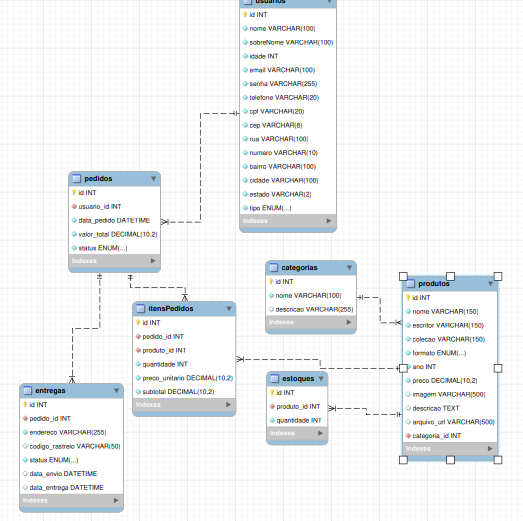 usuarios
id INT
nome VARCHAR(100)
sobreNome VARCHAR(100)
idade INT
email VARCHAR(100)
senha VARCHAR(255)
telefone VARCHAR(20)
cpf VARCHAR(20)
cep VARCHAR(8)
rua VARCHAR(100)
numero VARCHAR(10)
bairro VARCHAR(100)
cidade VARCHAR(100)
estado VARCHAR(2)
tipo ENUM(...)
Indexes
pedidos
id INT
usuario_id INT
data_pedido DATETIME
valor_total DECIMAL(10,2)
status ENUM(...)
Indexes
categorias
id INT
nome VARCHAR(100)
descricao VARCHAR(255)
Indexes
produtos
id INT
nome VARCHAR(150)
escritor VARCHAR(150)
colecao VARCHAR(150)
formato ENUM(...)
ano INT
preco DECIMAL(10,2)
imagem VARCHAR(500)
descricao TEXT
arquivo_url VARCHAR(500)
categoria_id INT
Indexes
itensPedidos
id INT
pedido_id INT
produto_id INT
quantidade INT
preco_unitario DECIMAL(10,2)
subtotal DECIMAL(10,2)
Indexes
estoques
id INT
produto_id INT
quantidade INT
Indexes
entregas
id INT
pedido_id INT
endereco VARCHAR(255)
codigo_rastreio VARCHAR(50)
status ENUM(...)
data_envio DATETIME
data_entrega DATETIME
Indexes